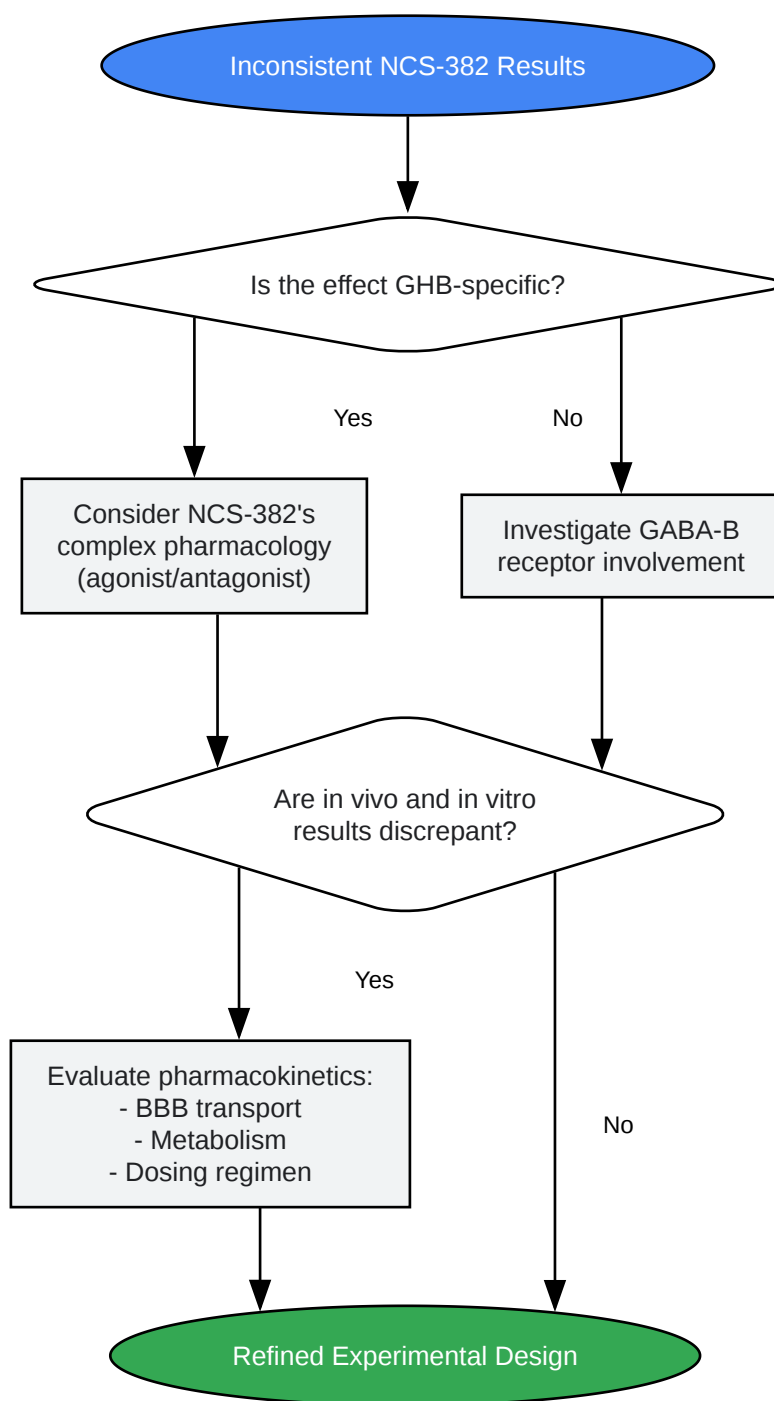 Inconsistent NCS-382 Results
Is the effect GHB-specific?
Yes
No
Consider NCS-382's
complex pharmacology
(agonist/antagonist)
Investigate GABA-B
receptor involvement
Are in vivo and in vitro
results discrepant?
Yes
Evaluate pharmacokinetics:
- BBB transport
- Metabolism
- Dosing regimen
No
Refined Experimental Design